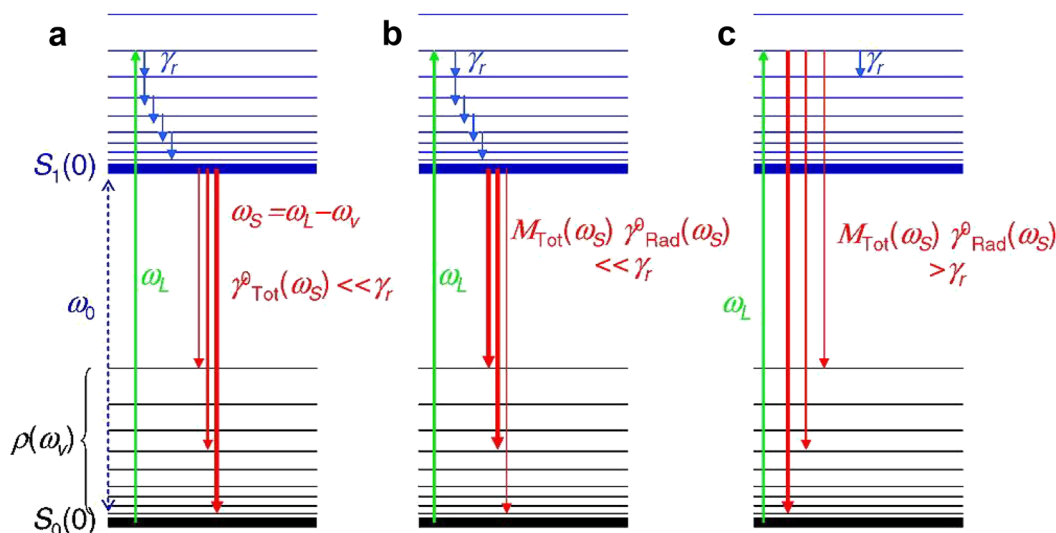 a
γr
S1(0)
ωS=ωL−ωv
γ0Tot(ωS)<<γr
ωL
ω0
ρ(ωv)
S0(0)
b
γr
MTot(ωS) γ0Rad(ωS)
<<γr
ωL
c
γr
MTot(ωS) γ0Rad(ωS)
>γr
ωL